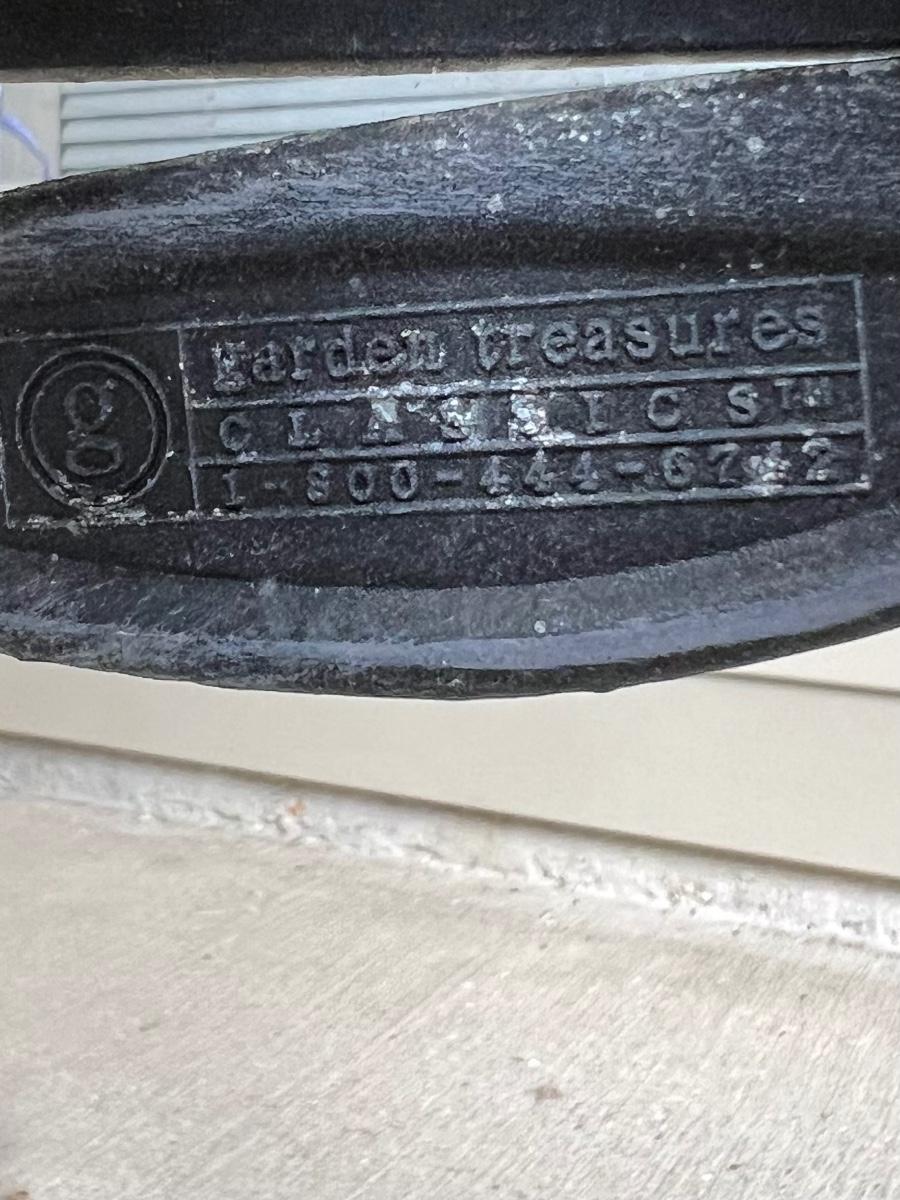 g
garden treasures
CLASSICS™
1-800-444-6742